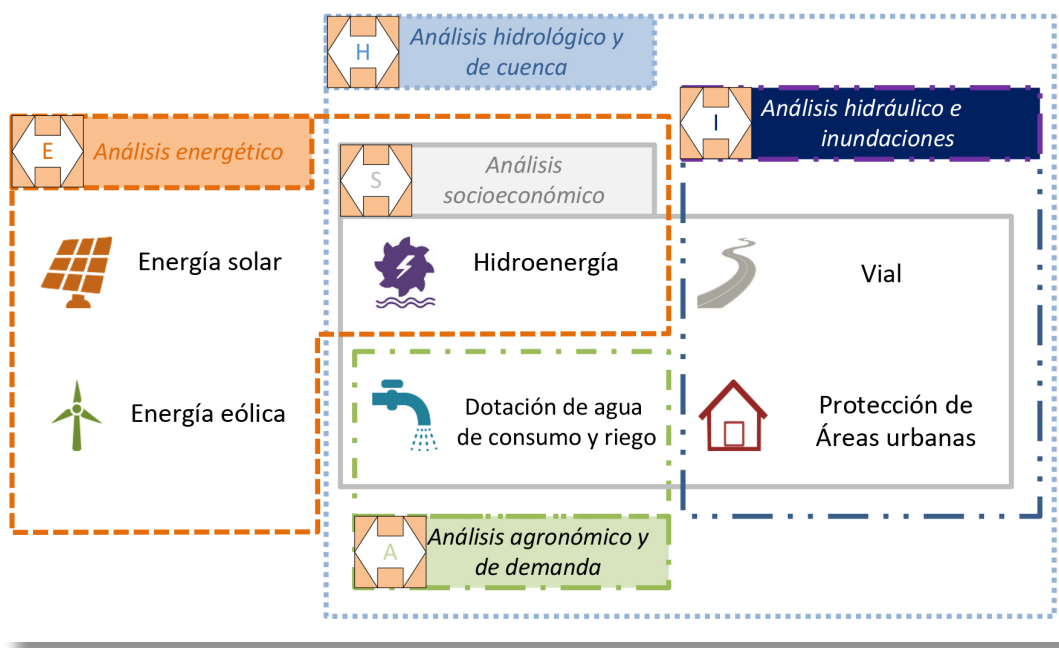 H
Análisis hidrológico y
de cuenca
E
Análisis energético
S
Análisis
socioeconómico
I
Análisis hidráulico e
inundaciones
Energía solar
Hidroenergía
Vial
Energía eólica
Dotación de agua
de consumo y riego
Protección de
Áreas urbanas
A
Análisis agronómico y
de demanda